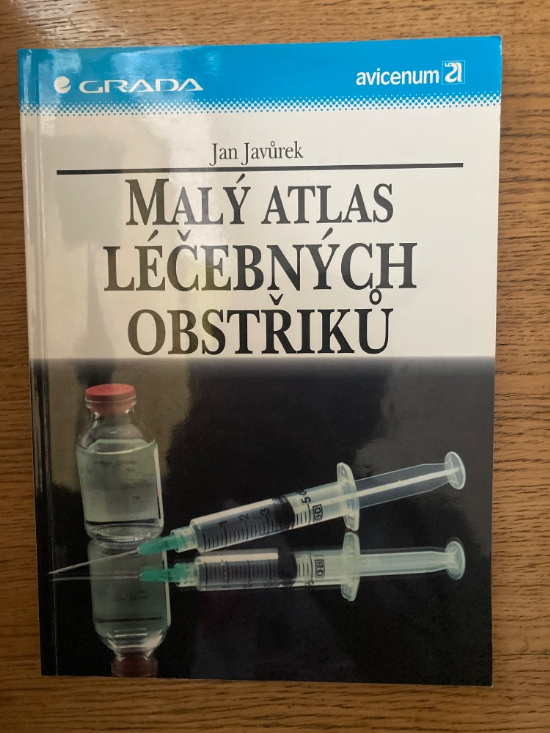 GRADA
avicenum
Jan Javůrek
MALÝ ATLAS
LÉČEBNÝCH
OBSTŘIKŮ